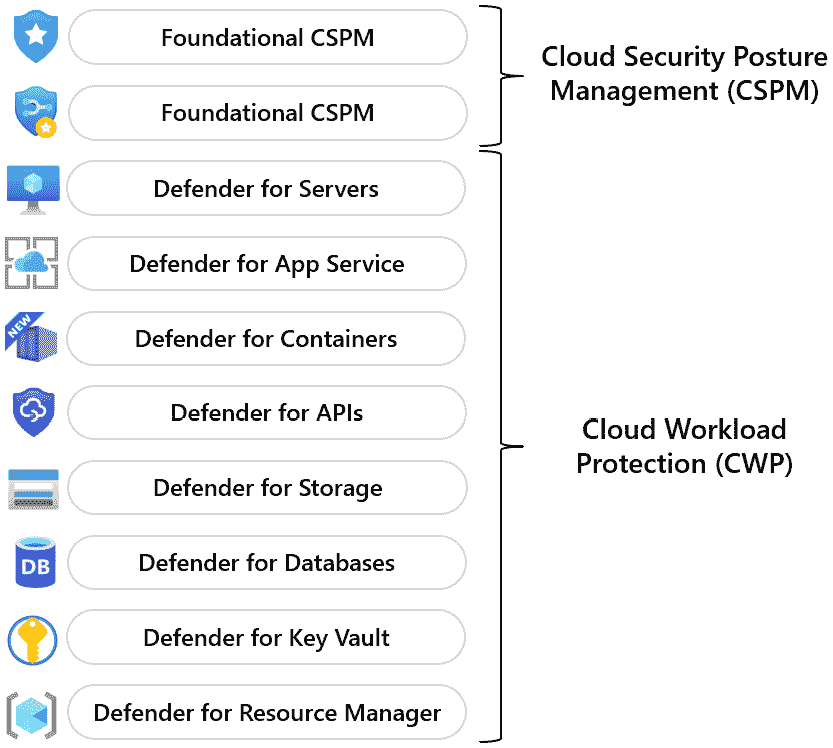 Foundational CSPM
Foundational CSPM
Cloud Security Posture
Management (CSPM)
Defender for Servers
Defender for App Service
NEW
Defender for Containers
Defender for APIs
Defender for Storage
DB
Defender for Databases
Defender for Key Vault
Defender for Resource Manager
Cloud Workload
Protection (CWP)